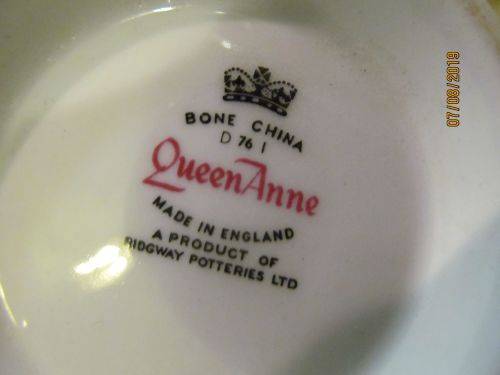 BONE CHINA
D 76 1
Queen Anne
MADE IN ENGLAND
A PRODUCT OF
RIDGWAY POTTERIES LTD
07/08/2019